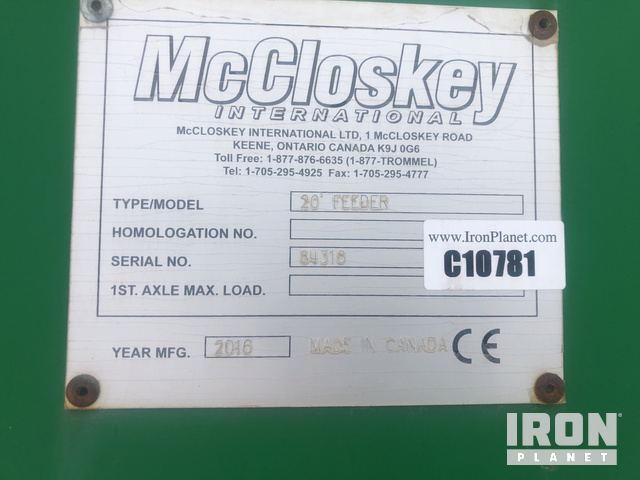 McCloskey
INTERNATIONAL
McCLOSKEY INTERNATIONAL LTD, 1 McCLOSKEY ROAD
KEENE, ONTARIO CANADA K9J 0G6
Toll Free: 1-877-876-6635 (1-877-TROMMEL)
Tel: 1-705-295-4925 Fax: 1-705-295-4777
TYPE/MODEL 20' FEEDER
HOMOLOGATION NO.
www.IronPlanet.com
SERIAL NO. 84318
C10781
1ST. AXLE MAX. LOAD.
YEAR MFG. 2016 MADE IN CANADA CE
IRON
PLANET